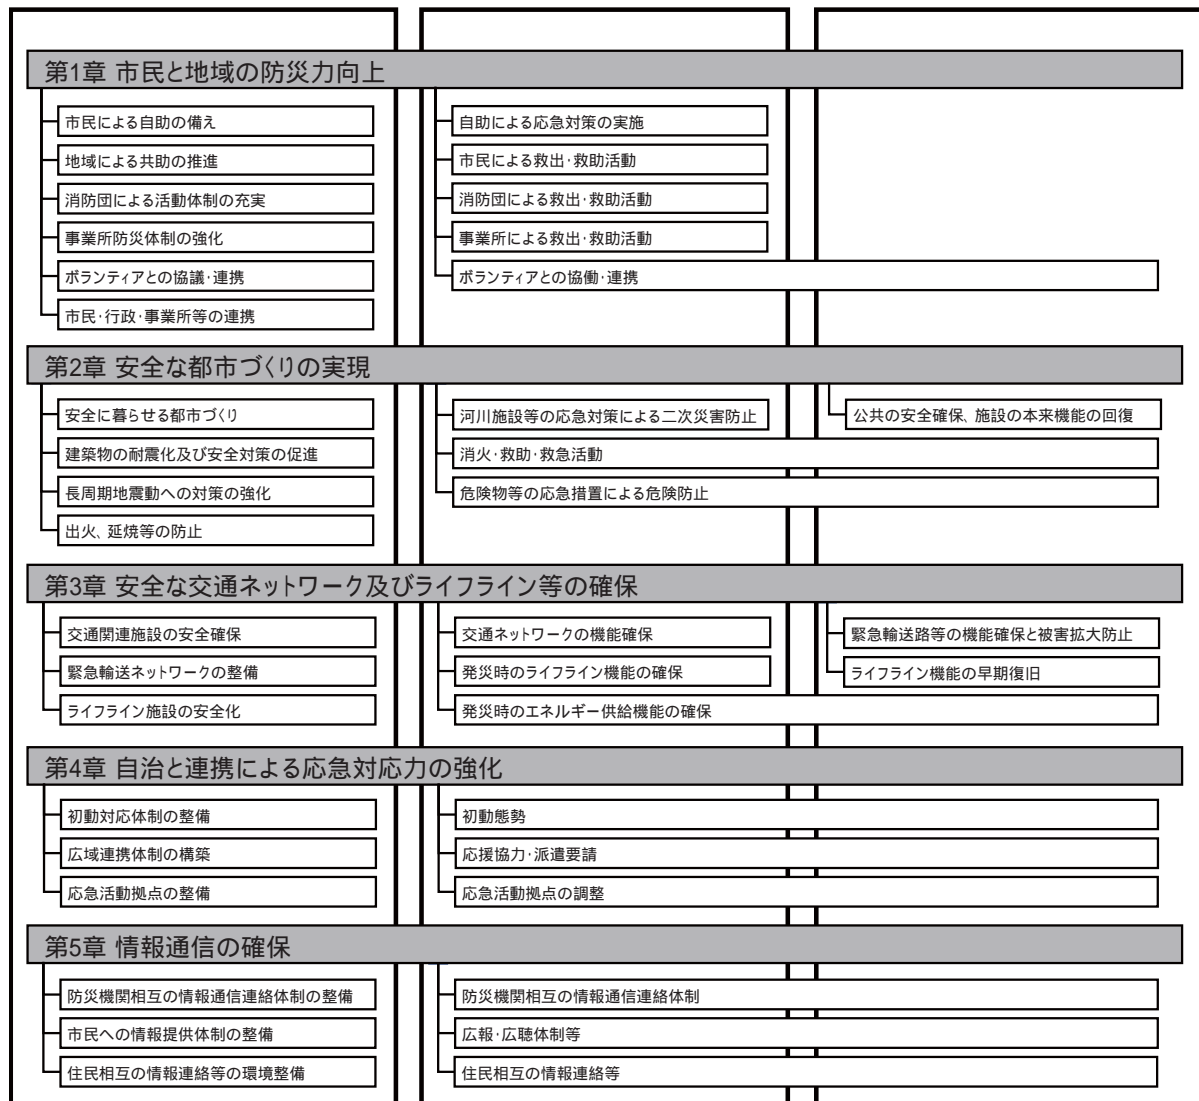 第1章 市民と地域の防災力向上
市民による自助の備え
地域による共助の推進
消防団による活動体制の充実
事業所防災体制の強化
ボランティアとの協議・連携
市民・行政・事業所等の連携
自助による応急対策の実施
市民による救出・救助活動
消防団による救出・救助活動
事業所による救出・救助活動
ボランティアとの協働・連携
第2章 安全な都市づくりの実現
安全に暮らせる都市づくり
建築物の耐震化及び安全対策の促進
長周期地震動への対策の強化
出火、延焼等の防止
河川施設等の応急対策による二次災害防止
消火・救助・救急活動
危険物等の応急措置による危険防止
公共の安全確保、施設の本来機能の回復
第3章 安全な交通ネットワーク及びライフライン等の確保
交通関連施設の安全確保
緊急輸送ネットワークの整備
ライフライン施設の安全化
交通ネットワークの機能確保
発災時のライフライン機能の確保
発災時のエネルギー供給機能の確保
緊急輸送路等の機能確保と被害拡大防止
ライフライン機能の早期復旧
第4章 自治と連携による応急対応力の強化
初動対応体制の整備
広域連携体制の構築
応急活動拠点の整備
初動態勢
応援協力・派遣要請
応急活動拠点の調整
第5章 情報通信の確保
防災機関相互の情報通信連絡体制の整備
市民への情報提供体制の整備
住民相互の情報連絡等の環境整備
防災機関相互の情報通信連絡体制
広報・広聴体制等
住民相互の情報連絡等